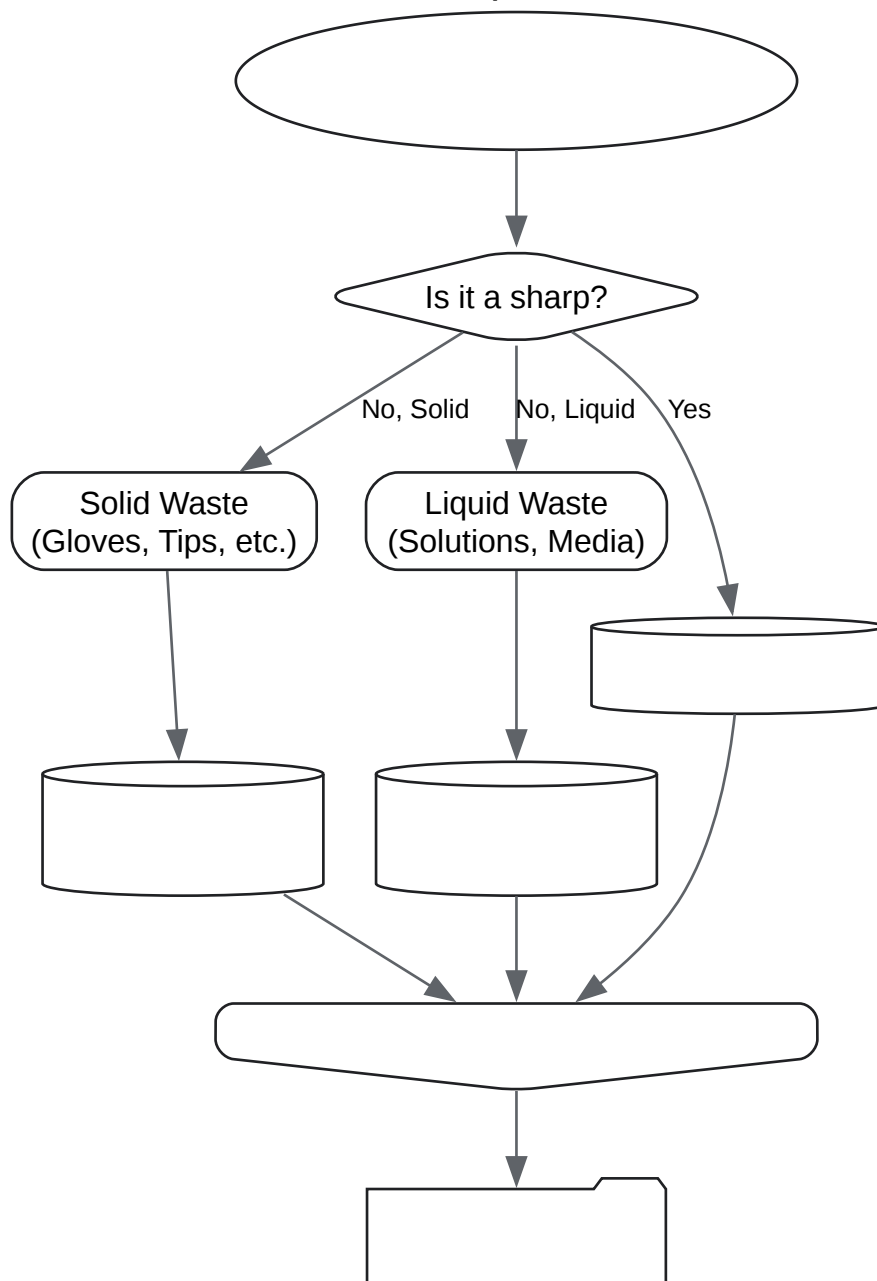 Is it a sharp?
No, Solid
No, Liquid
Yes
Solid Waste
(Gloves, Tips, etc.)
Liquid Waste
(Solutions, Media)